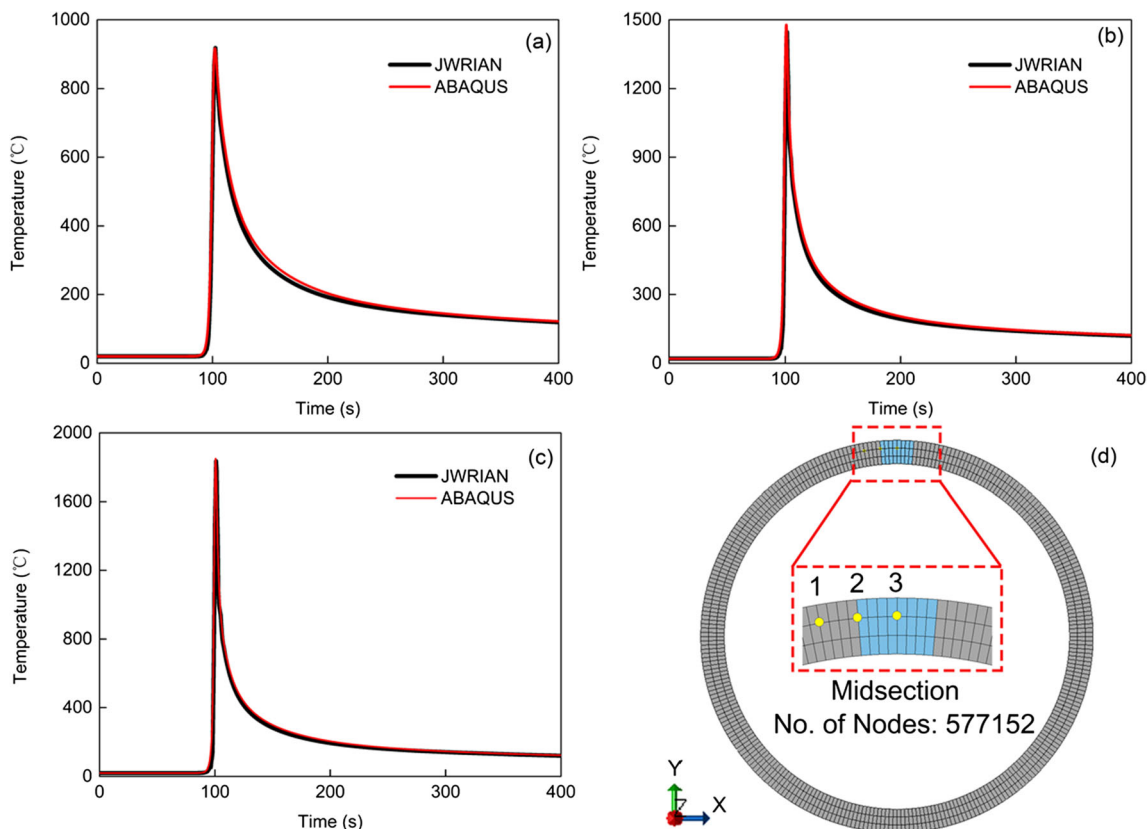 (a)
1000
800
600
400
200
0
Temperature (℃)
JWRIAN
ABAQUS
0 100 200 300 400
Time (s)
(b)
1500
1200
900
600
300
0
Temperature (℃)
JWRIAN
ABAQUS
0 100 200 300 400
Time (s)
(c)
2000
1600
1200
800
400
0
Temperature (℃)
JWRIAN
ABAQUS
0 100 200 300 400
Time (s)
(d)
1 2 3
Midsection
No. of Nodes: 577152
Y
Z X